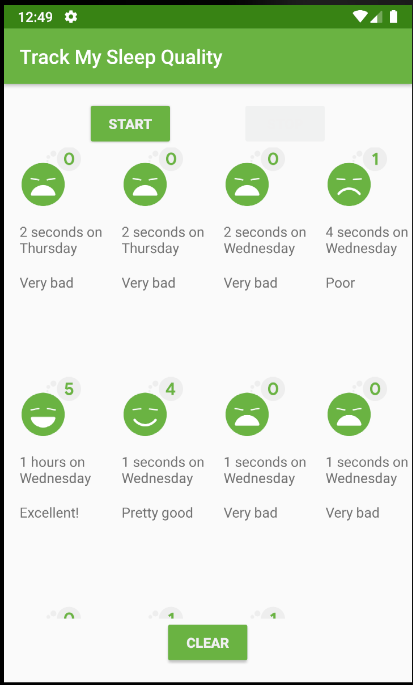 12:49
Track My Sleep Quality
START
0
0
0
1
2 seconds on
Thursday
2 seconds on
Thursday
2 seconds on
Wednesday
4 seconds on
Wednesday
Very bad
Very bad
Very bad
Poor
5
4
0
0
1 hours on
Wednesday
1 seconds on
Wednesday
1 seconds on
Wednesday
1 seconds on
Wednesday
Excellent!
Pretty good
Very bad
Very bad
0
1
1
CLEAR